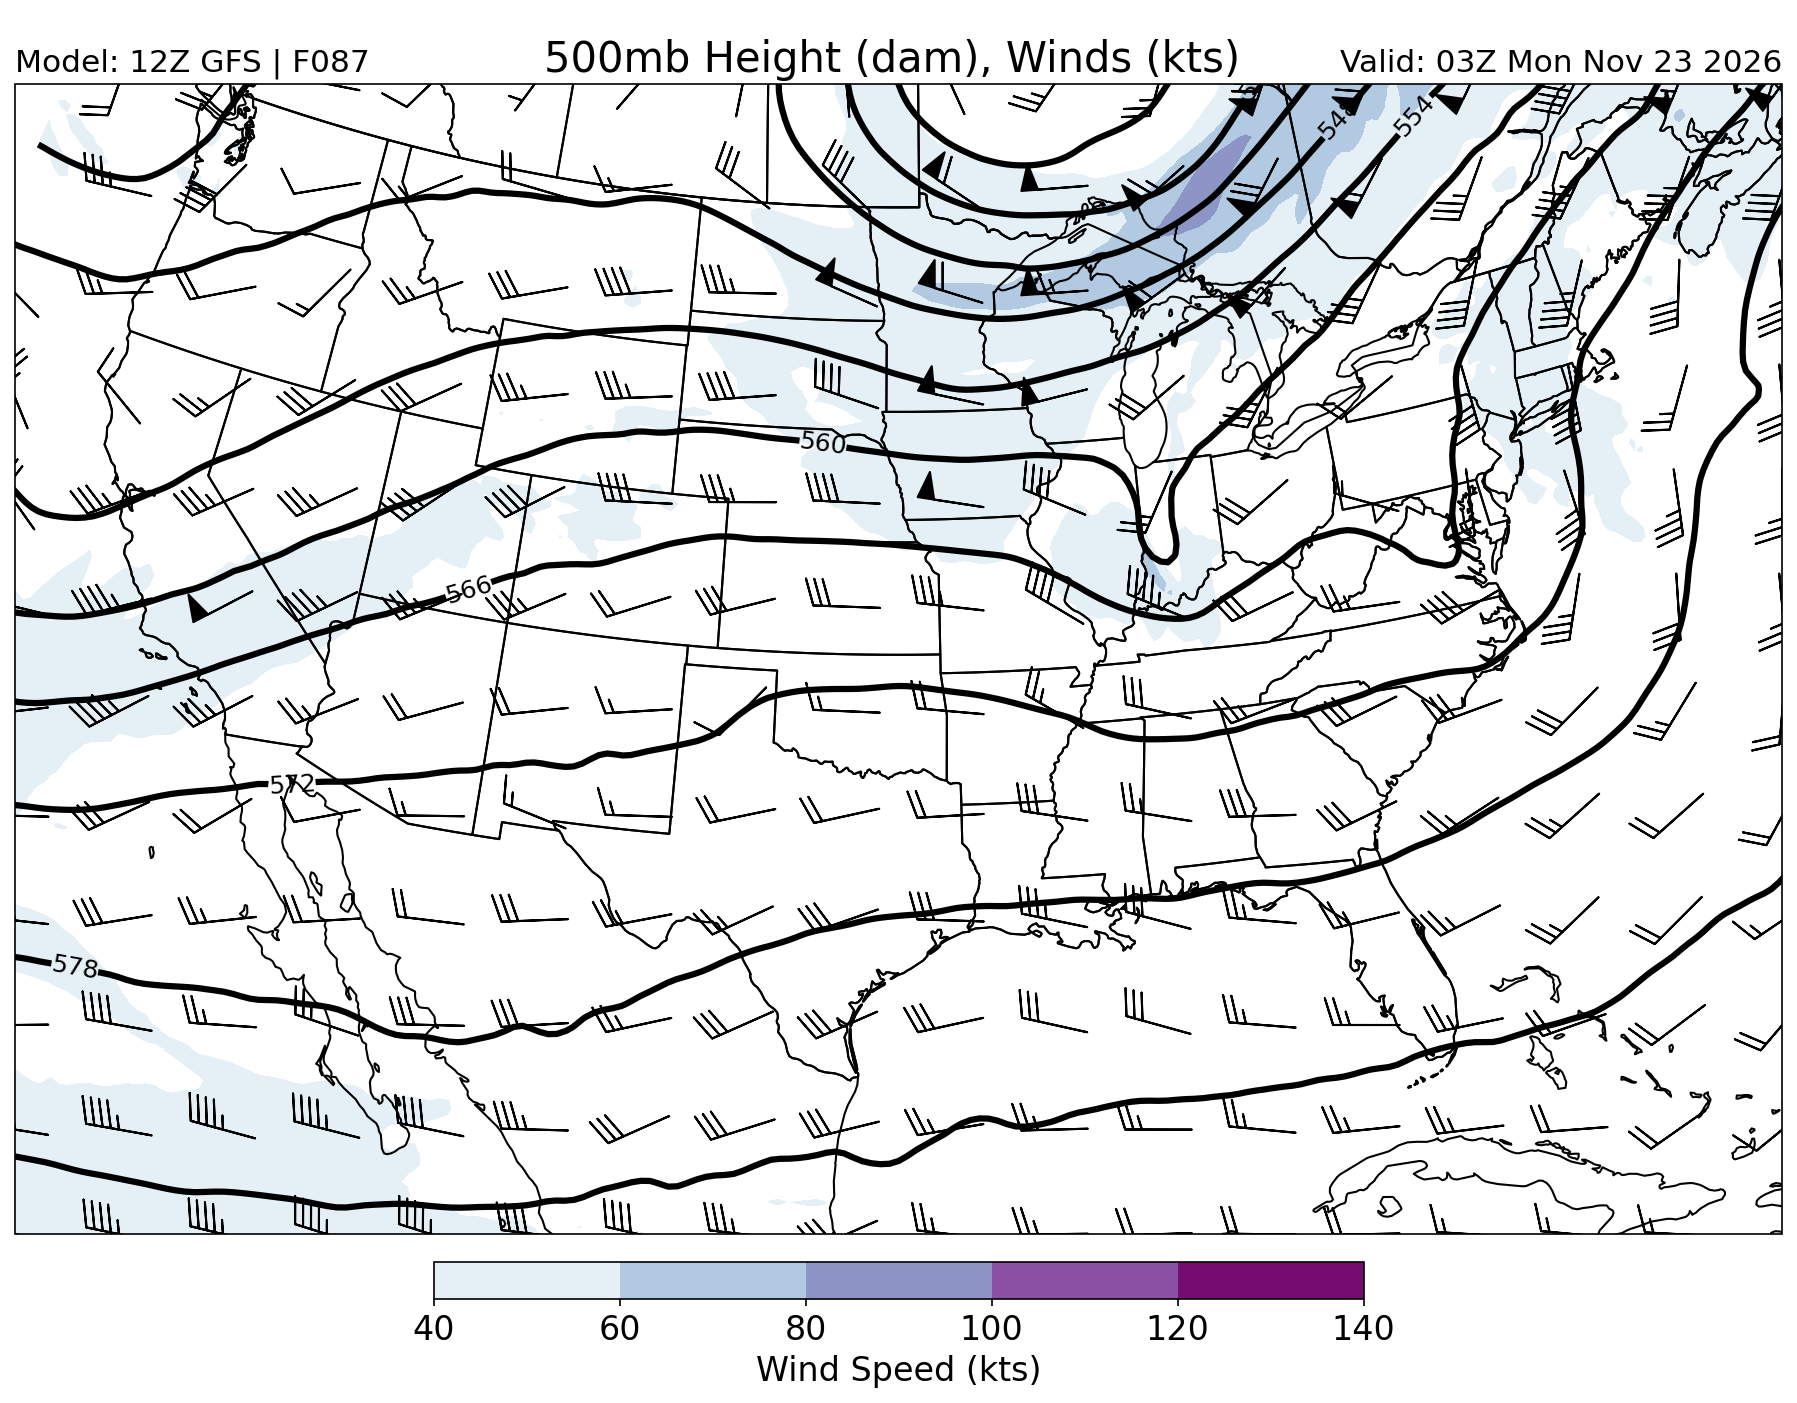 Model: 12Z GFS | F087
500mb Height (dam), Winds (kts)
Valid: 03Z Mon Nov 23 2026
554
560
566
572
578
40 60 80 100 120 140
Wind Speed (kts)